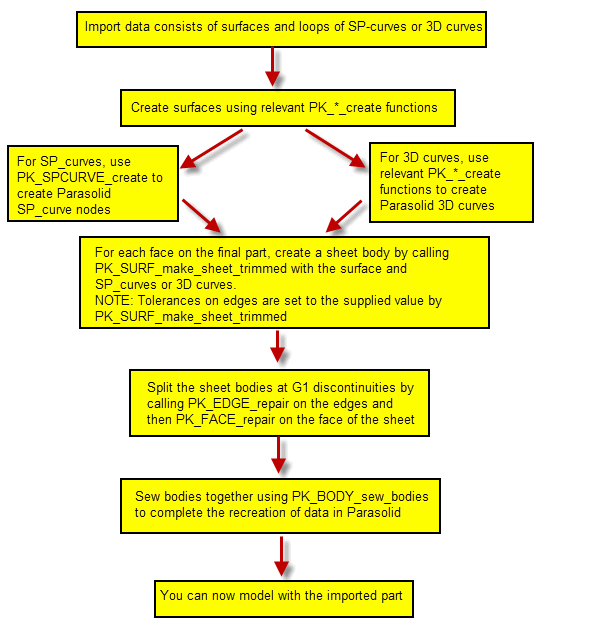 Import data consists of surfaces and loops of SP-curves or 3D curves
Create surfaces using relevant PK_*_create functions
For SP_curves, use
PK_SPCURVE_create to
create Parasolid
SP_curve nodes
For 3D curves, use
relevant PK_*_create
functions to create
Parasolid 3D curves
For each face on the final part, create a sheet body by calling
PK_SURF_make_sheet_trimmed with the surface and
SP_curves or 3D curves.
NOTE: Tolerances on edges are set to the supplied value by
PK_SURF_make_sheet_trimmed
Split the sheet bodies at G1 discontinuities by
calling PK_EDGE_repair on the edges and
then PK_FACE_repair on the face of the sheet
Sew bodies together using PK_BODY_sew_bodies
to complete the recreation of data in Parasolid
You can now model with the imported part